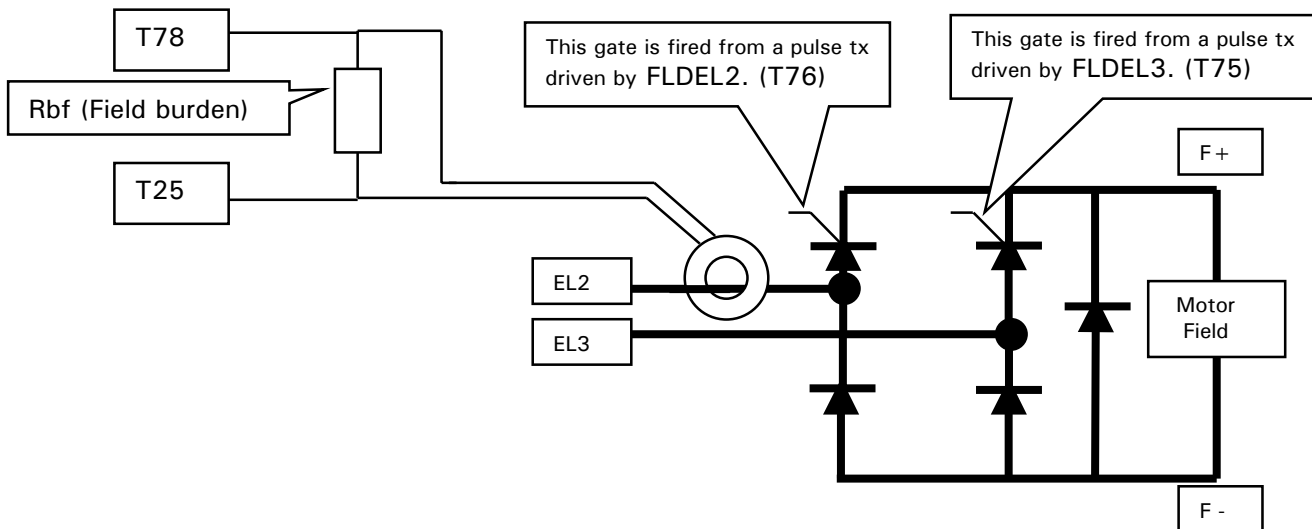 T78
Rbf (Field burden)
T25
This gate is fired from a pulse tx
driven by FLDEL2. (T76)
This gate is fired from a pulse tx
driven by FLDEL3. (T75)
F+
EL2
EL3
Motor
Field
F -